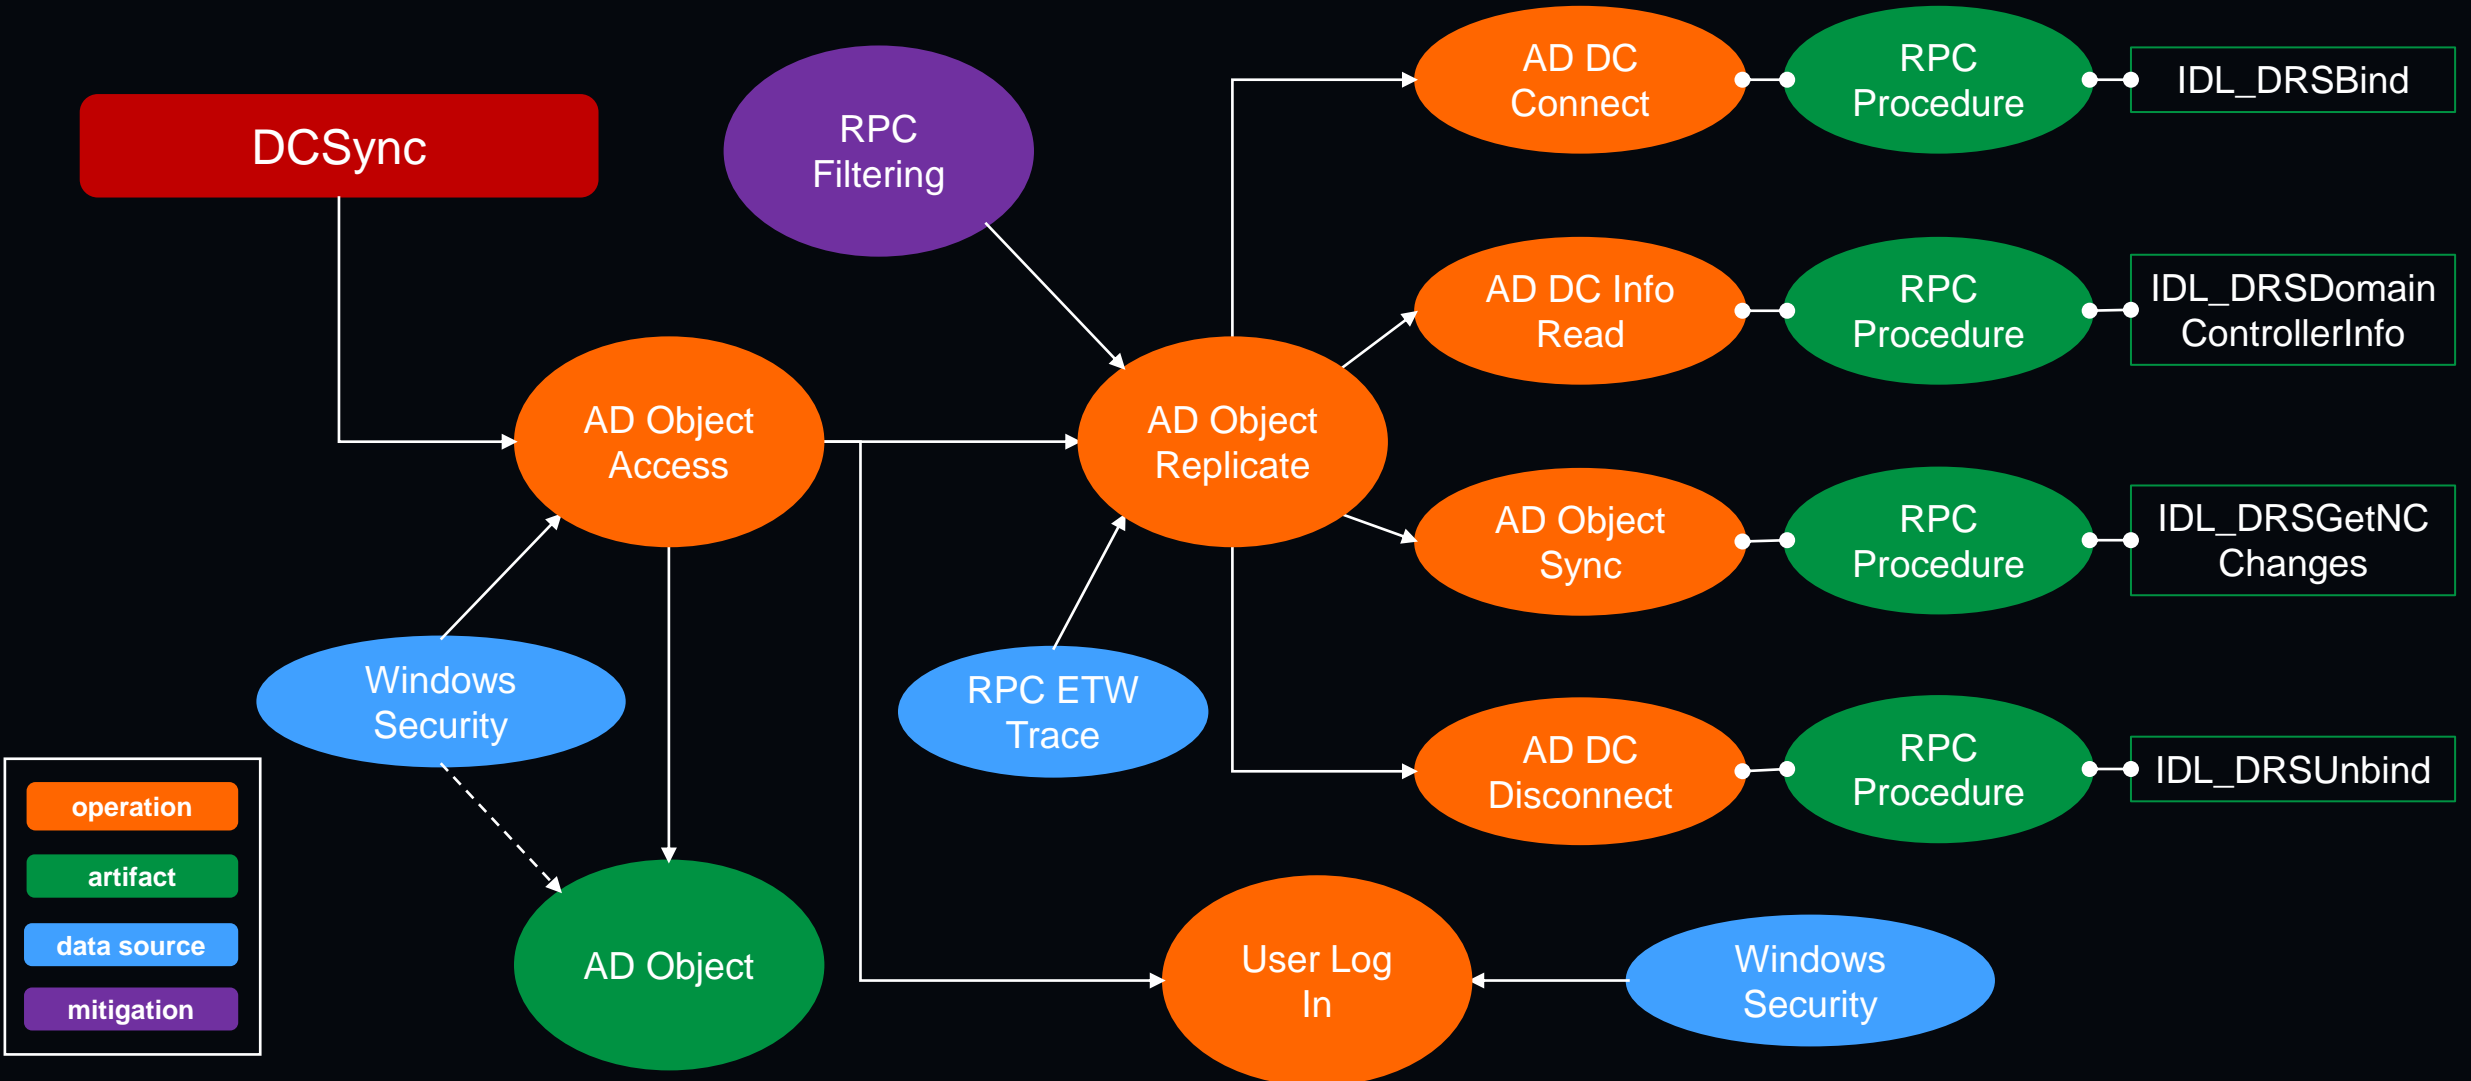 DCSync
RPC
Filtering
AD DC
Connect
RPC
Procedure
IDL_DRSBind
AD DC Info
Read
RPC
Procedure
IDL_DRSDomain
ControllerInfo
AD Object
Access
AD Object
Replicate
AD Object
Sync
RPC
Procedure
IDL_DRSGetNC
Changes
Windows
Security
RPC ETW
Trace
AD DC
Disconnect
RPC
Procedure
IDL_DRSUnbind
operation
artifact
data source
mitigation
AD Object
User Log
In
Windows
Security